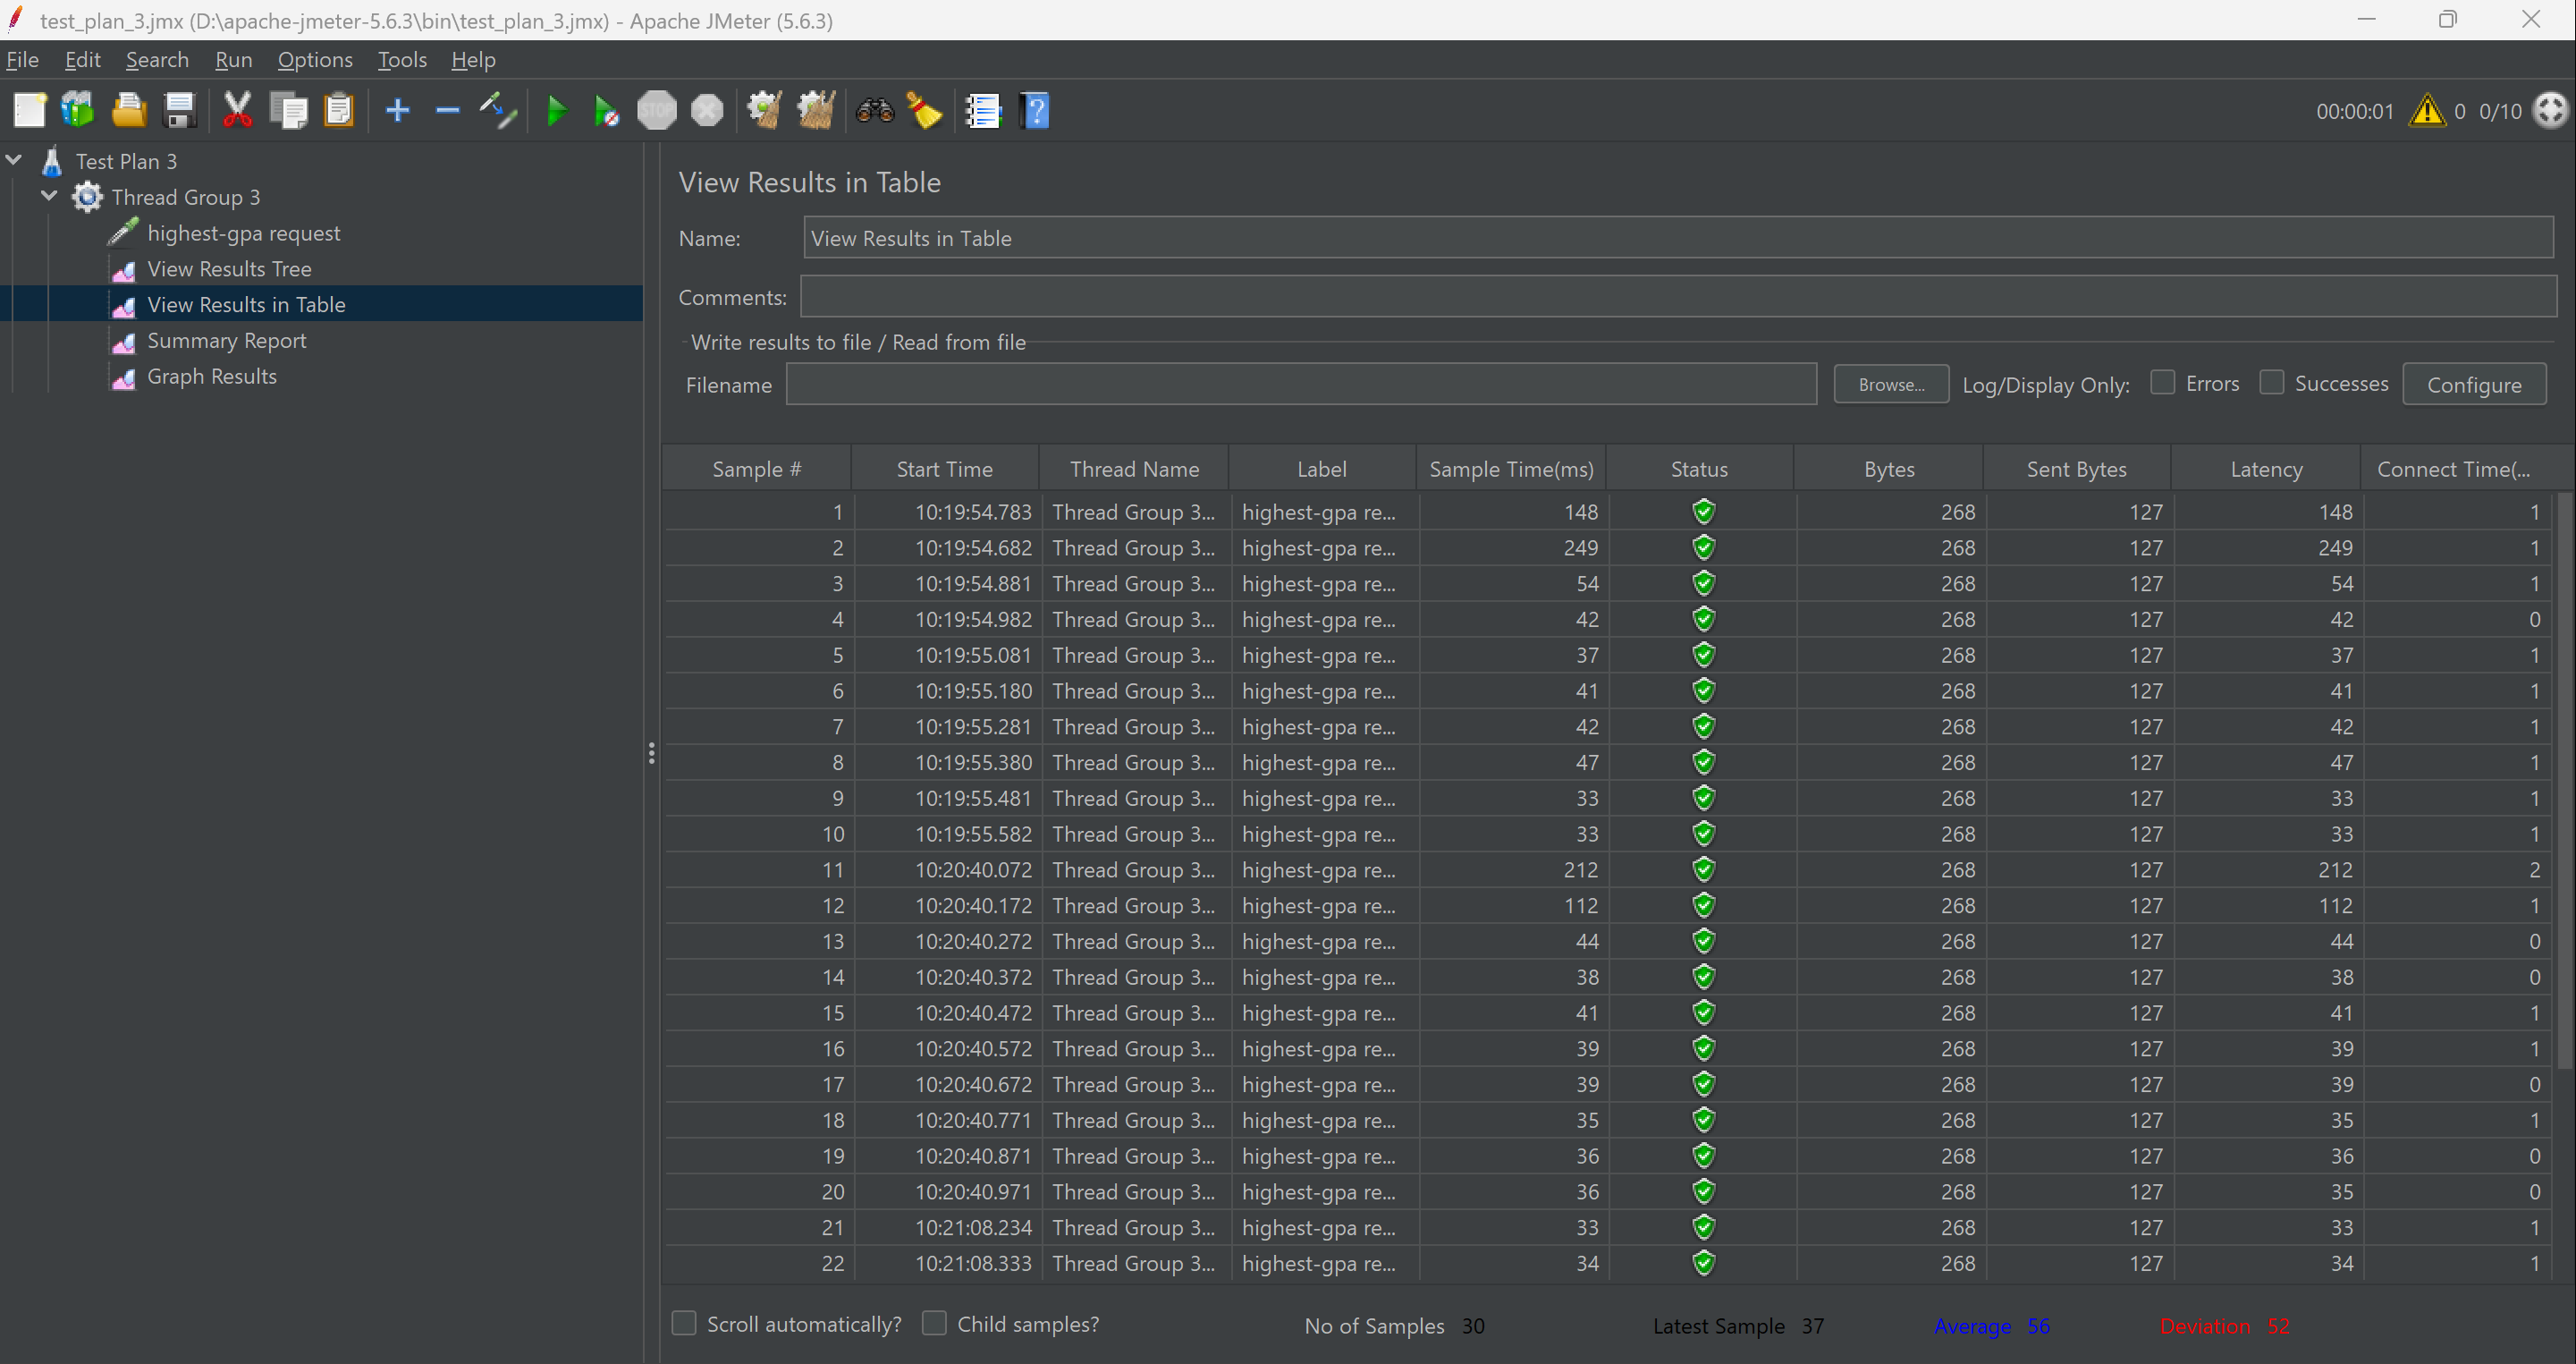 test_plan_3.jmx (D:\apache-jmeter-5.6.3\bin\test_plan_3.jmx) - Apache JMeter (5.6.3)
File Edit Search Run Options Tools Help
STOP 00:00:01 0 0/10
Test Plan 3
Thread Group 3
highest-gpa request
View Results Tree
View Results in Table
Summary Report
Graph Results
View Results in Table
Name: View Results in Table
Comments:
Write results to file / Read from file
Filename Browse... Log/Display Only: Errors Successes Configure
Sample # Start Time Thread Name Label Sample Time(ms) Status Bytes Sent Bytes Latency Connect Time(...
1 10:19:54.783 Thread Group 3... highest-gpa re... 148 268 127 148 1
2 10:19:54.682 Thread Group 3... highest-gpa re... 249 268 127 249 1
3 10:19:54.881 Thread Group 3... highest-gpa re... 54 268 127 54 1
4 10:19:54.982 Thread Group 3... highest-gpa re... 42 268 127 42 0
5 10:19:55.081 Thread Group 3... highest-gpa re... 37 268 127 37 1
6 10:19:55.180 Thread Group 3... highest-gpa re... 41 268 127 41 1
7 10:19:55.281 Thread Group 3... highest-gpa re... 42 268 127 42 1
8 10:19:55.380 Thread Group 3... highest-gpa re... 47 268 127 47 1
9 10:19:55.481 Thread Group 3... highest-gpa re... 33 268 127 33 1
10 10:19:55.582 Thread Group 3... highest-gpa re... 33 268 127 33 1
11 10:20:40.072 Thread Group 3... highest-gpa re... 212 268 127 212 2
12 10:20:40.172 Thread Group 3... highest-gpa re... 112 268 127 112 1
13 10:20:40.272 Thread Group 3... highest-gpa re... 44 268 127 44 0
14 10:20:40.372 Thread Group 3... highest-gpa re... 38 268 127 38 0
15 10:20:40.472 Thread Group 3... highest-gpa re... 41 268 127 41 1
16 10:20:40.572 Thread Group 3... highest-gpa re... 39 268 127 39 1
17 10:20:40.672 Thread Group 3... highest-gpa re... 39 268 127 39 0
18 10:20:40.771 Thread Group 3... highest-gpa re... 35 268 127 35 1
19 10:20:40.871 Thread Group 3... highest-gpa re... 36 268 127 36 0
20 10:20:40.971 Thread Group 3... highest-gpa re... 36 268 127 35 0
21 10:21:08.234 Thread Group 3... highest-gpa re... 33 268 127 33 1
22 10:21:08.333 Thread Group 3... highest-gpa re... 34 268 127 34 1
Scroll automatically? Child samples? No of Samples 30 Latest Sample 37 Average 56 Deviation 52